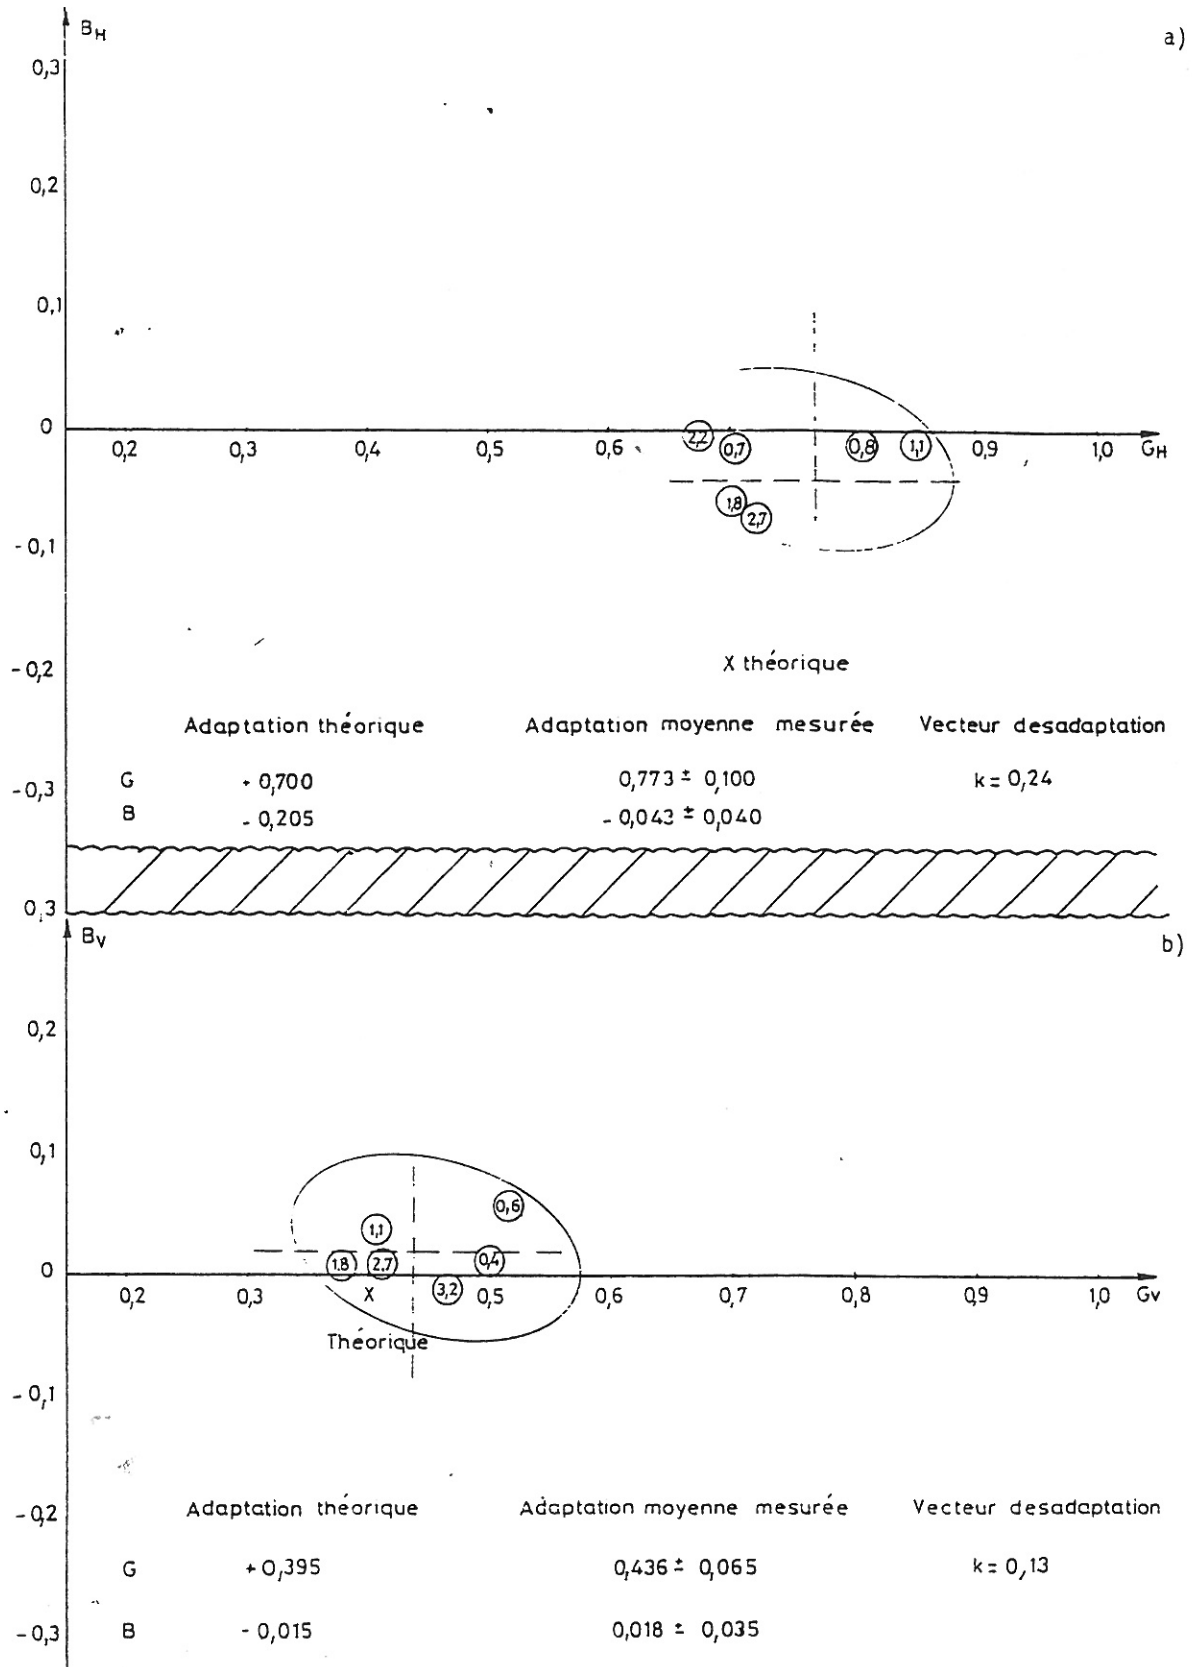 B_H
a)
0,3
0,2
0,1
0
0,2 0,3 0,4 0,5 0,6 0,9 1,0 G_H
2,2 0,7 0,8 1,1
1,8
2,7
- 0,1
- 0,2
X théorique
Adaptation théorique Adaptation moyenne mesurée Vecteur desadaptation
- 0,3
G + 0,700 0,773 ± 0,100 k = 0,24
B - 0,205 - 0,043 ± 0,040
0,3
B_V
b)
0,2
0,1
0,6
1,1
1,8 2,7 0,4
0
3,2
0,2 0,3 X 0,5 0,6 0,7 0,8 0,9 1,0 G_V
Théorique
- 0,1
- 0,2
Adaptation théorique Adaptation moyenne mesurée Vecteur desadaptation
G + 0,395 0,436 ± 0,065 k = 0,13
- 0,3
B - 0,015 0,018 ± 0,035